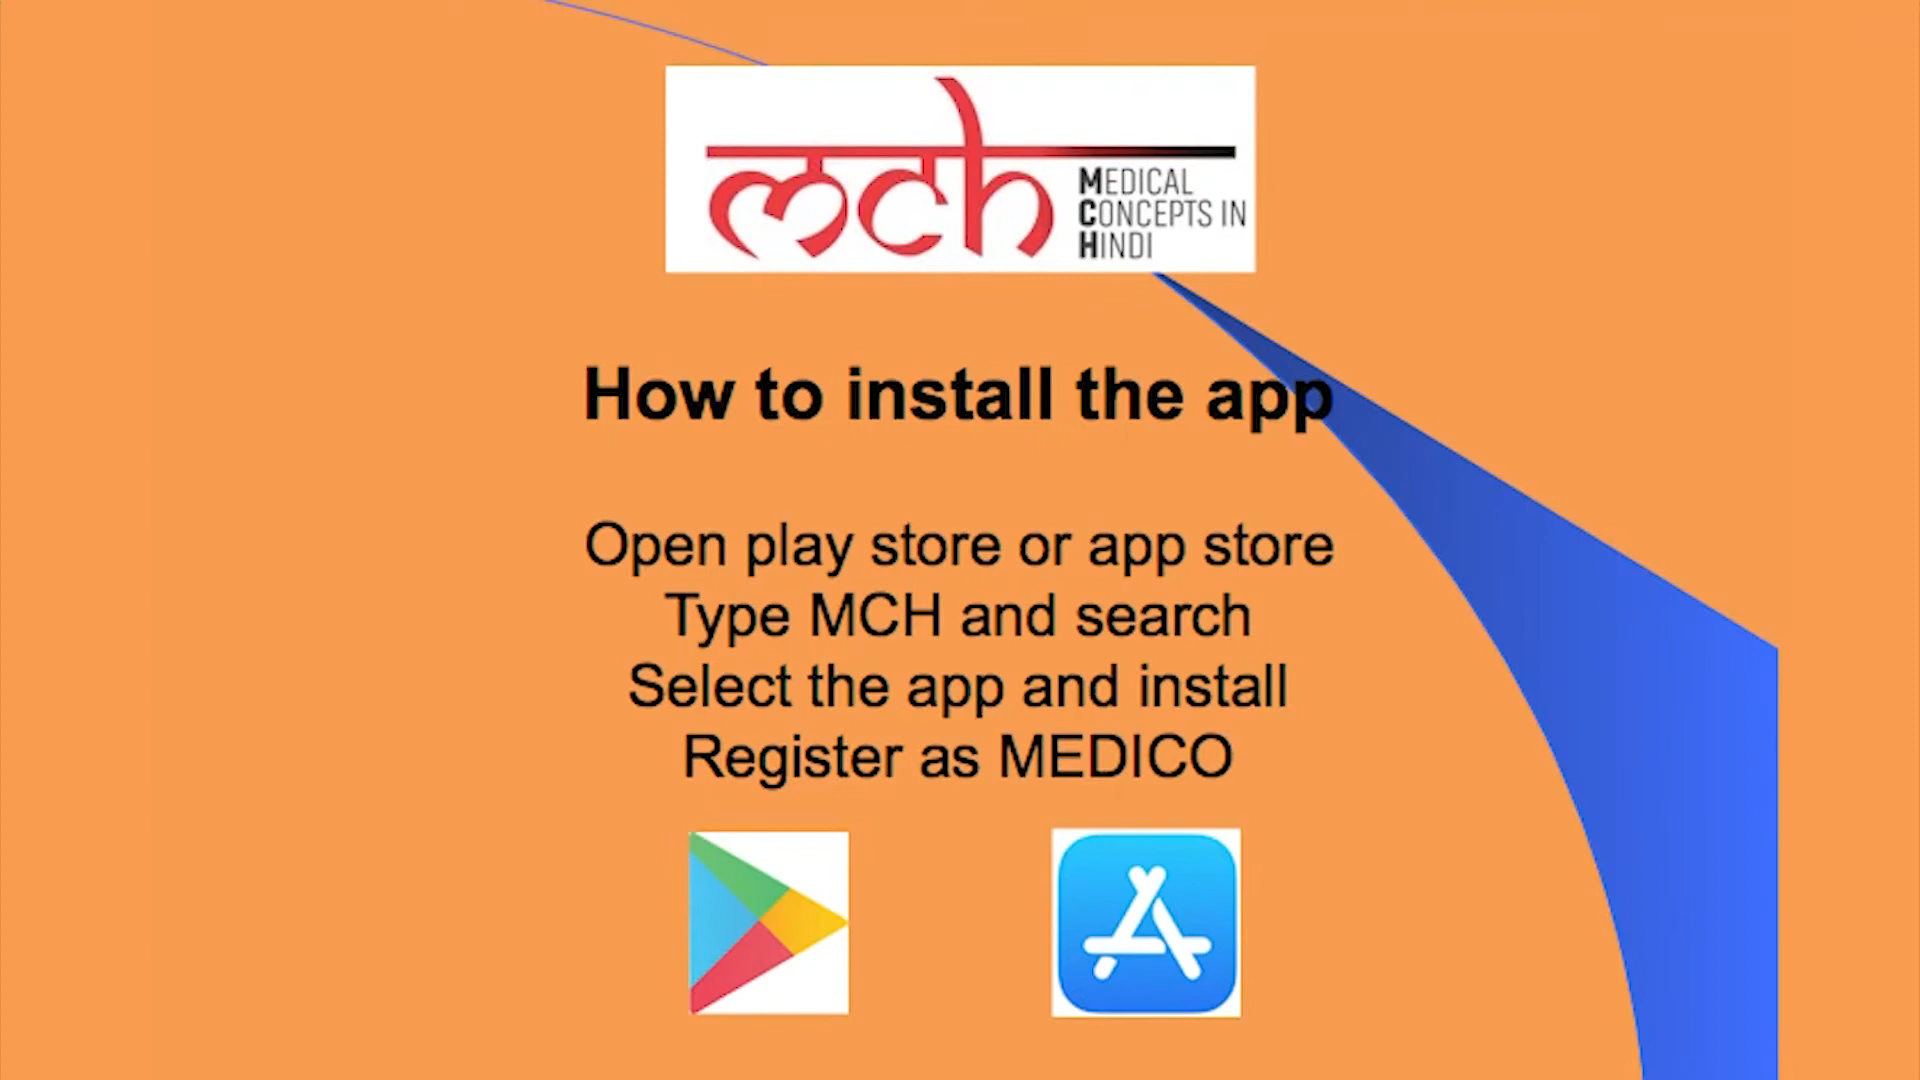 mch
MEDICAL
CONCEPTS IN
HINDI
How to install the app
Open play store or app store
Type MCH and search
Select the app and install
Register as MEDICO